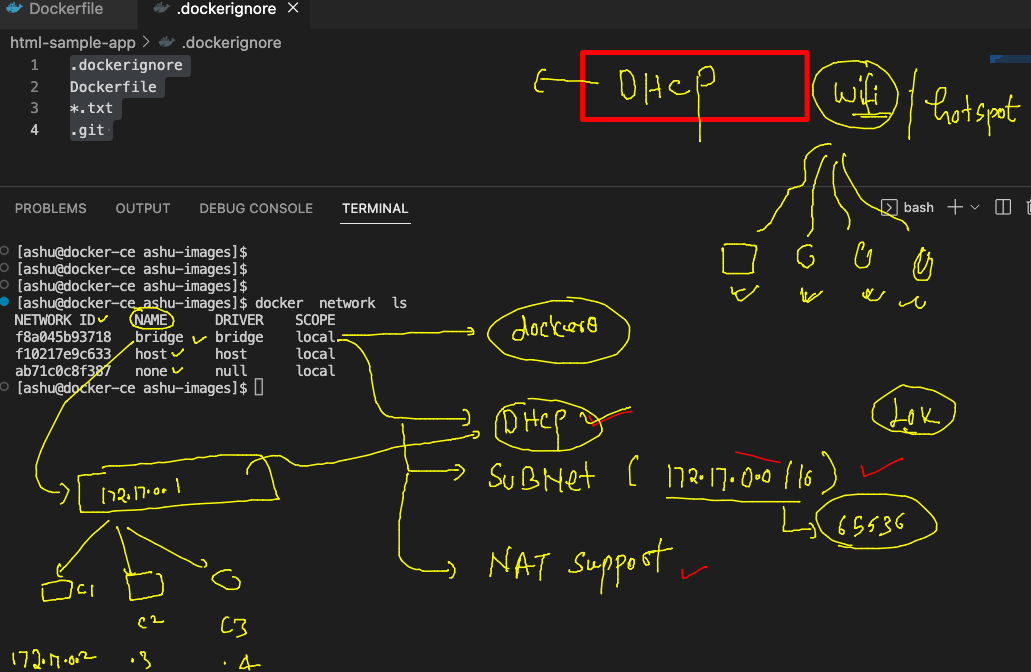 Dockerfile
.dockerignore
html-sample-app > .dockerignore
1 .dockerignore
2 Dockerfile
3 *.txt
4 .git
DHCP
Wifi
hotspot
PROBLEMS OUTPUT DEBUG CONSOLE TERMINAL
bash
[ashu@docker-ce ashu-images]$
[ashu@docker-ce ashu-images]$
[ashu@docker-ce ashu-images]$
[ashu@docker-ce ashu-images]$ docker network ls
NETWORK ID NAME DRIVER SCOPE
f8a045b93718 bridge bridge local
f10217e9c633 host host local
ab71c0c8f387 none null local
[ashu@docker-ce ashu-images]$
docker0
DHCP
SuBNet ( 172.17.0.0/16 )
65536
NAT Support
172.17.0.1
C1
C2
C3
172.17.0.2
.3
.4